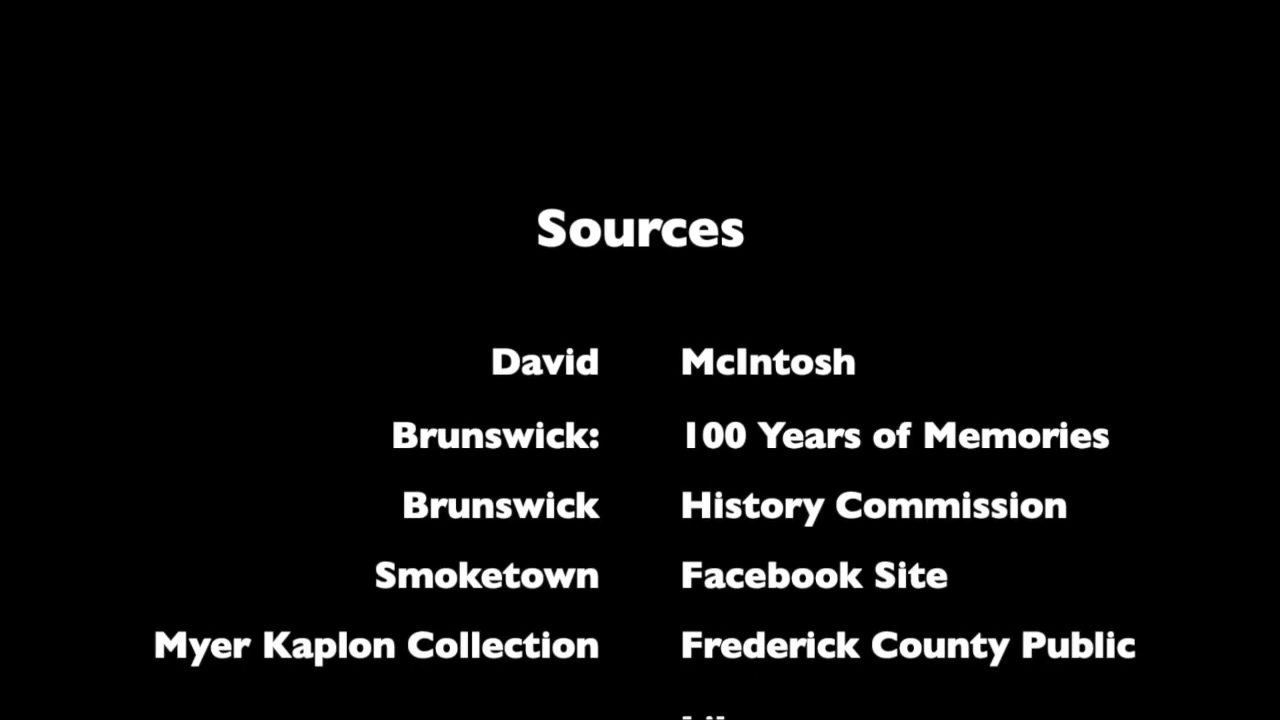 Sources
David McIntosh
Brunswick: 100 Years of Memories
Brunswick History Commission
Smoketown Facebook Site
Myer Kaplon Collection Frederick County Public